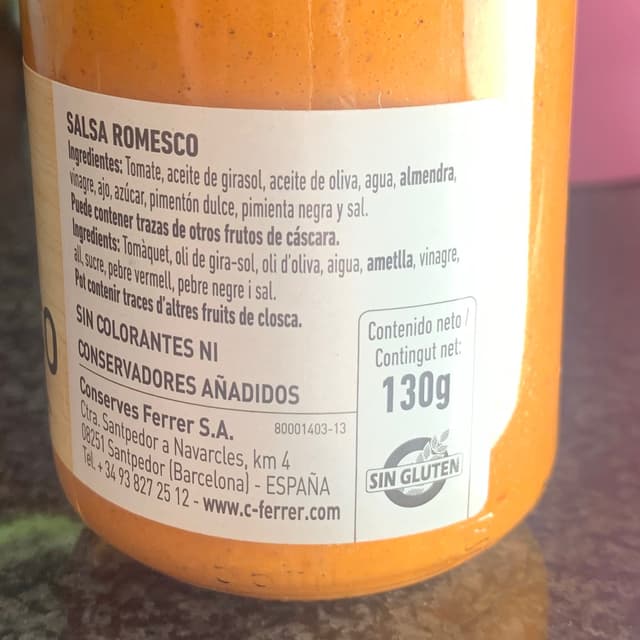 SALSA ROMESCO
Ingredientes: Tomate, aceite de girasol, aceite de oliva, agua, almendra,
vinagre, ajo, azúcar, pimentón dulce, pimienta negra y sal.
Puede contener trazas de otros frutos de cáscara.
Ingredients: Tomàquet, oli de gira-sol, oli d'oliva, aigua, ametlla, vinagre,
all, sucre, pebre vermell, pebre negre i sal.
Pot contenir traces d'altres fruits de closca.
SIN COLORANTES NI
CONSERVADORES AÑADIDOS
Conserves Ferrer S.A. 80001403-13
Ctra. Santpedor a Navarcles, km 4
08251 Santpedor (Barcelona) - ESPAÑA
Tel. + 34 93 827 25 12 - www.c-ferrer.com
Contenido neto /
Contingut net:
130g
SIN GLUTEN